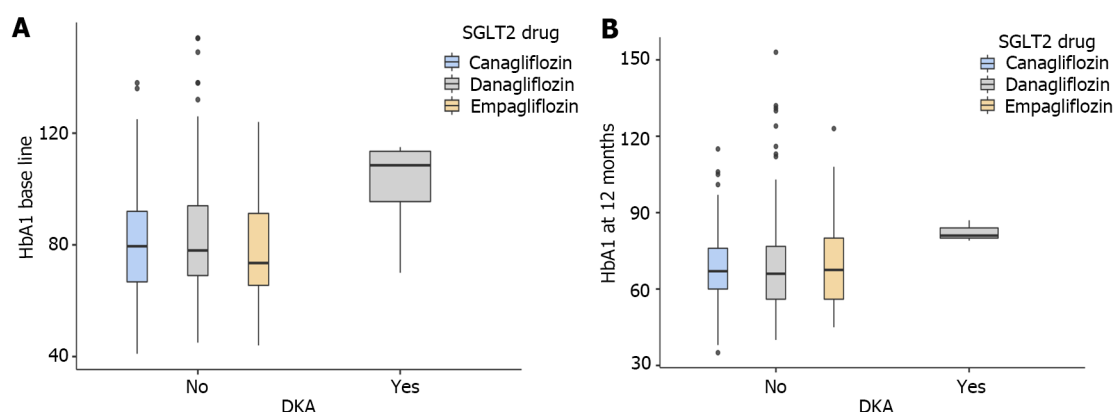 A
SGLT2 drug
Canagliflozin
Danagliflozin
Empagliflozin
HbA1 base line
120
80
40
No
Yes
DKA
B
SGLT2 drug
Canagliflozin
Danagliflozin
Empagliflozin
HbA1 at 12 months
150
120
90
60
30
No
Yes
DKA